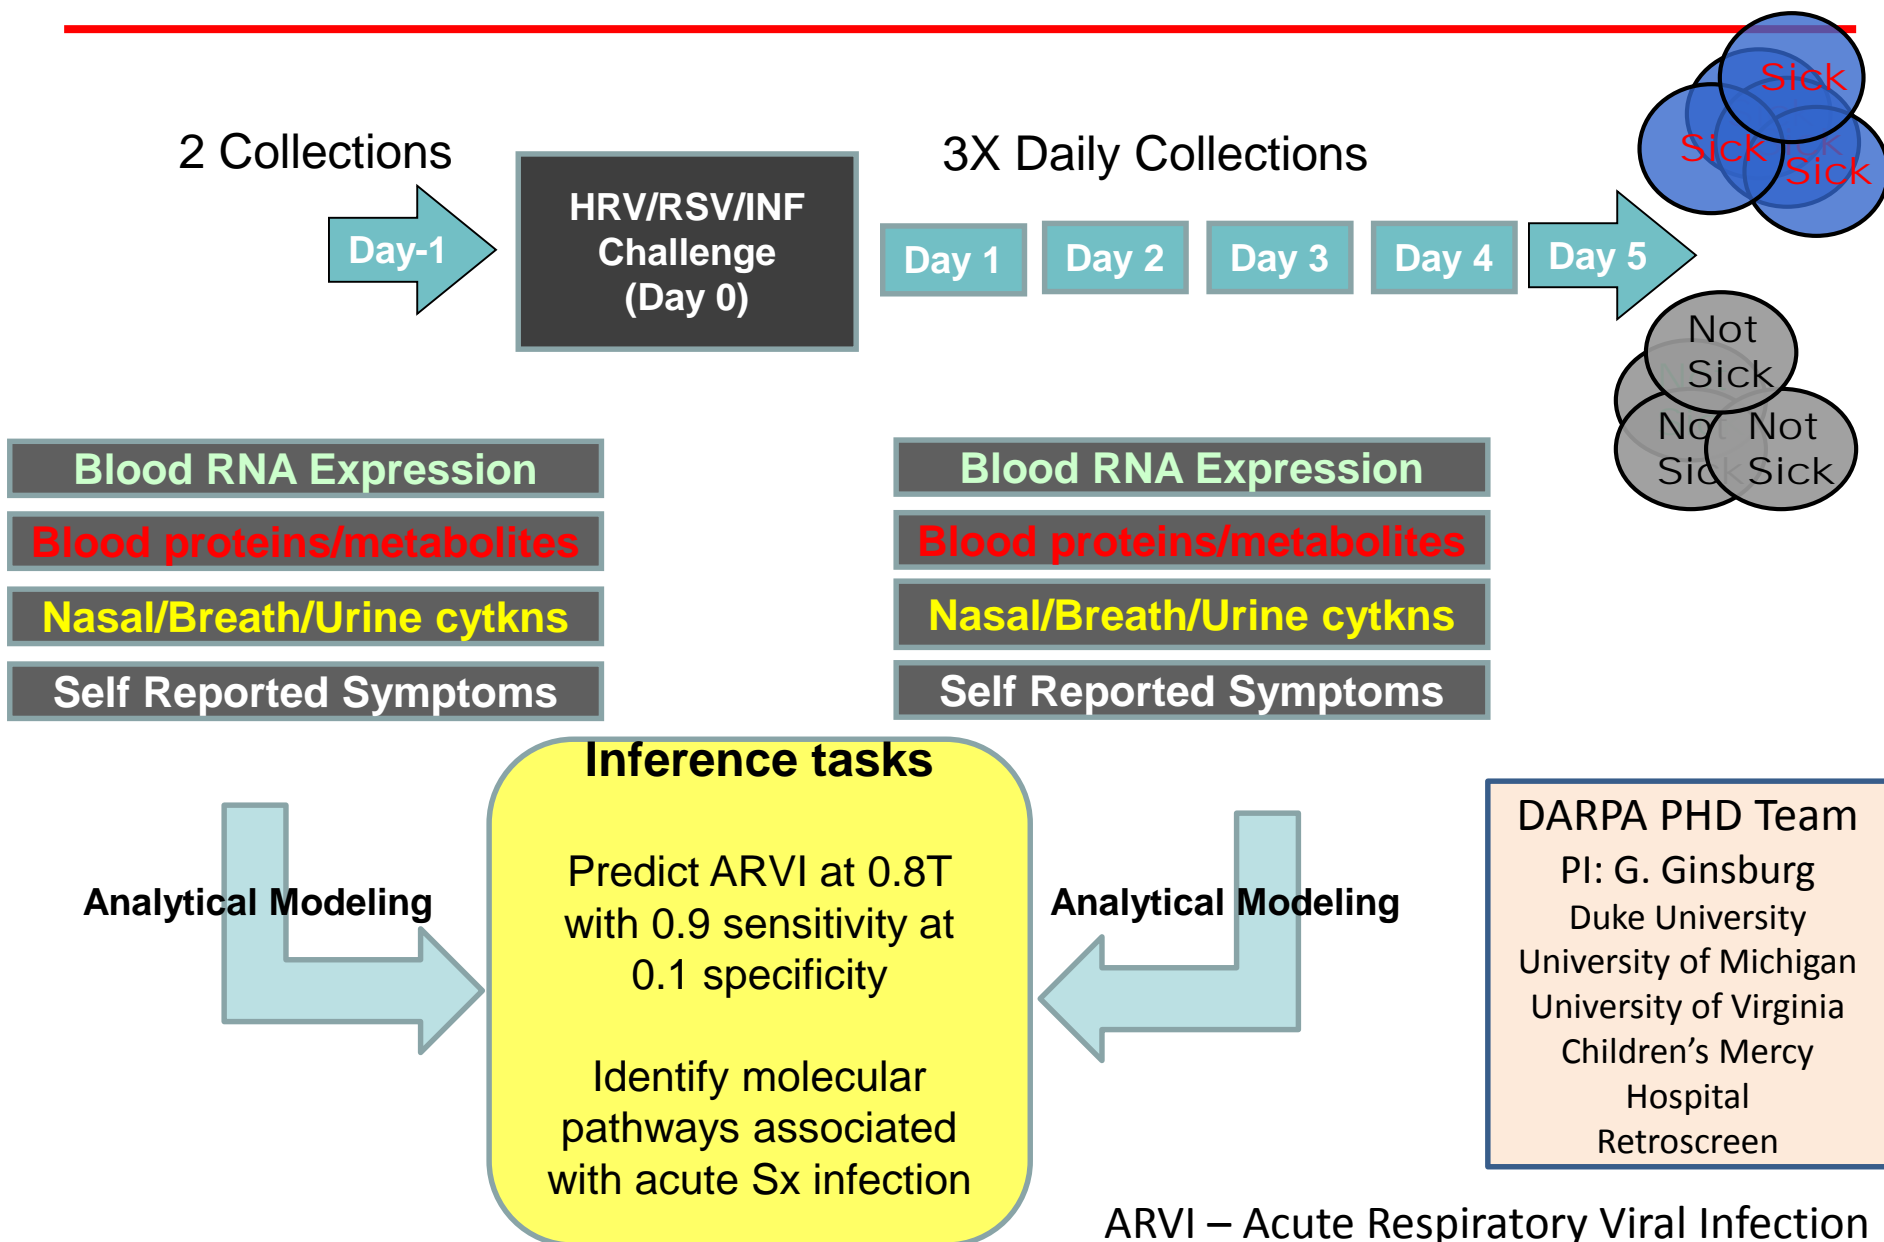 2 Collections
3X Daily Collections
Day-1
HRV/RSV/INF
Challenge
(Day 0)
Day 1
Day 2
Day 3
Day 4
Day 5
Sick
Sick
Sick
Not
Sick
Not
Sick
Not
Sick
Blood RNA Expression
Blood proteins/metabolites
Nasal/Breath/Urine cytkns
Self Reported Symptoms
Blood RNA Expression
Blood proteins/metabolites
Nasal/Breath/Urine cytkns
Self Reported Symptoms
Analytical Modeling
Inference tasks
Predict ARVI at 0.8T
with 0.9 sensitivity at
0.1 specificity
Identify molecular
pathways associated
with acute Sx infection
Analytical Modeling
DARPA PHD Team
PI: G. Ginsburg
Duke University
University of Michigan
University of Virginia
Children’s Mercy
Hospital
Retroscreen
ARVI – Acute Respiratory Viral Infection